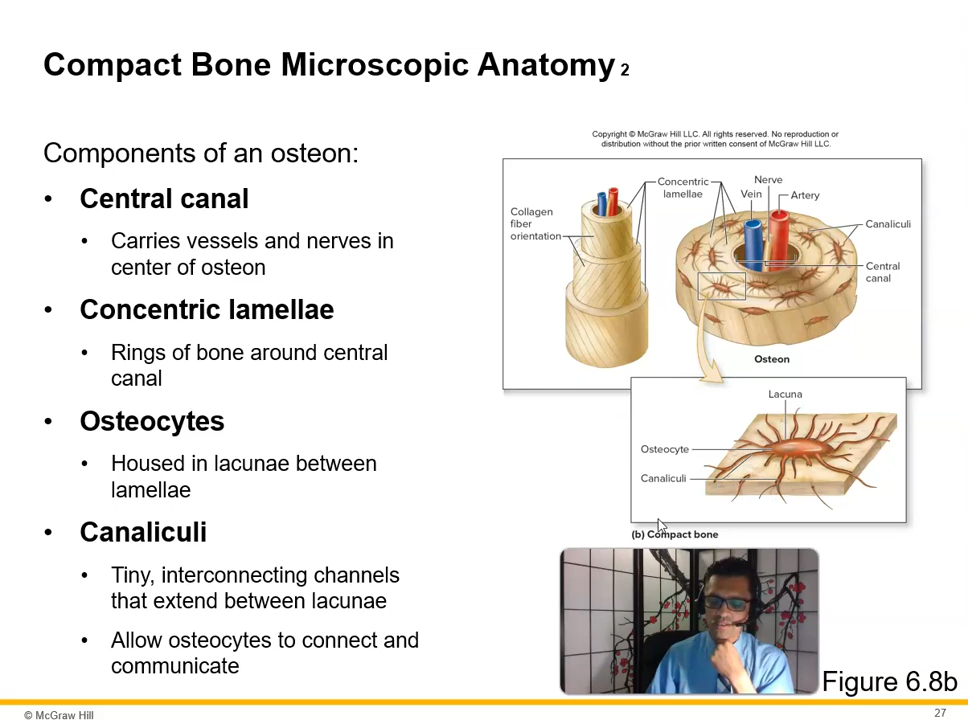 Compact Bone Microscopic Anatomy 2
Components of an osteon:
• Central canal
• Carries vessels and nerves in
center of osteon
• Concentric lamellae
• Rings of bone around central
canal
• Osteocytes
• Housed in lacunae between
lamellae
• Canaliculi
• Tiny, interconnecting channels
that extend between lacunae
• Allow osteocytes to connect and
communicate
Copyright © McGraw Hill LLC. All rights reserved. No reproduction or
distribution without the prior written consent of McGraw Hill LLC.
Collagen
fiber
orientation
Concentric
lamellae
Nerve
Vein
Artery
Canaliculi
Central
canal
Osteon
Lacuna
Osteocyte
Canaliculi
(b) Compact bone
Figure 6.8b
© McGraw Hill
27